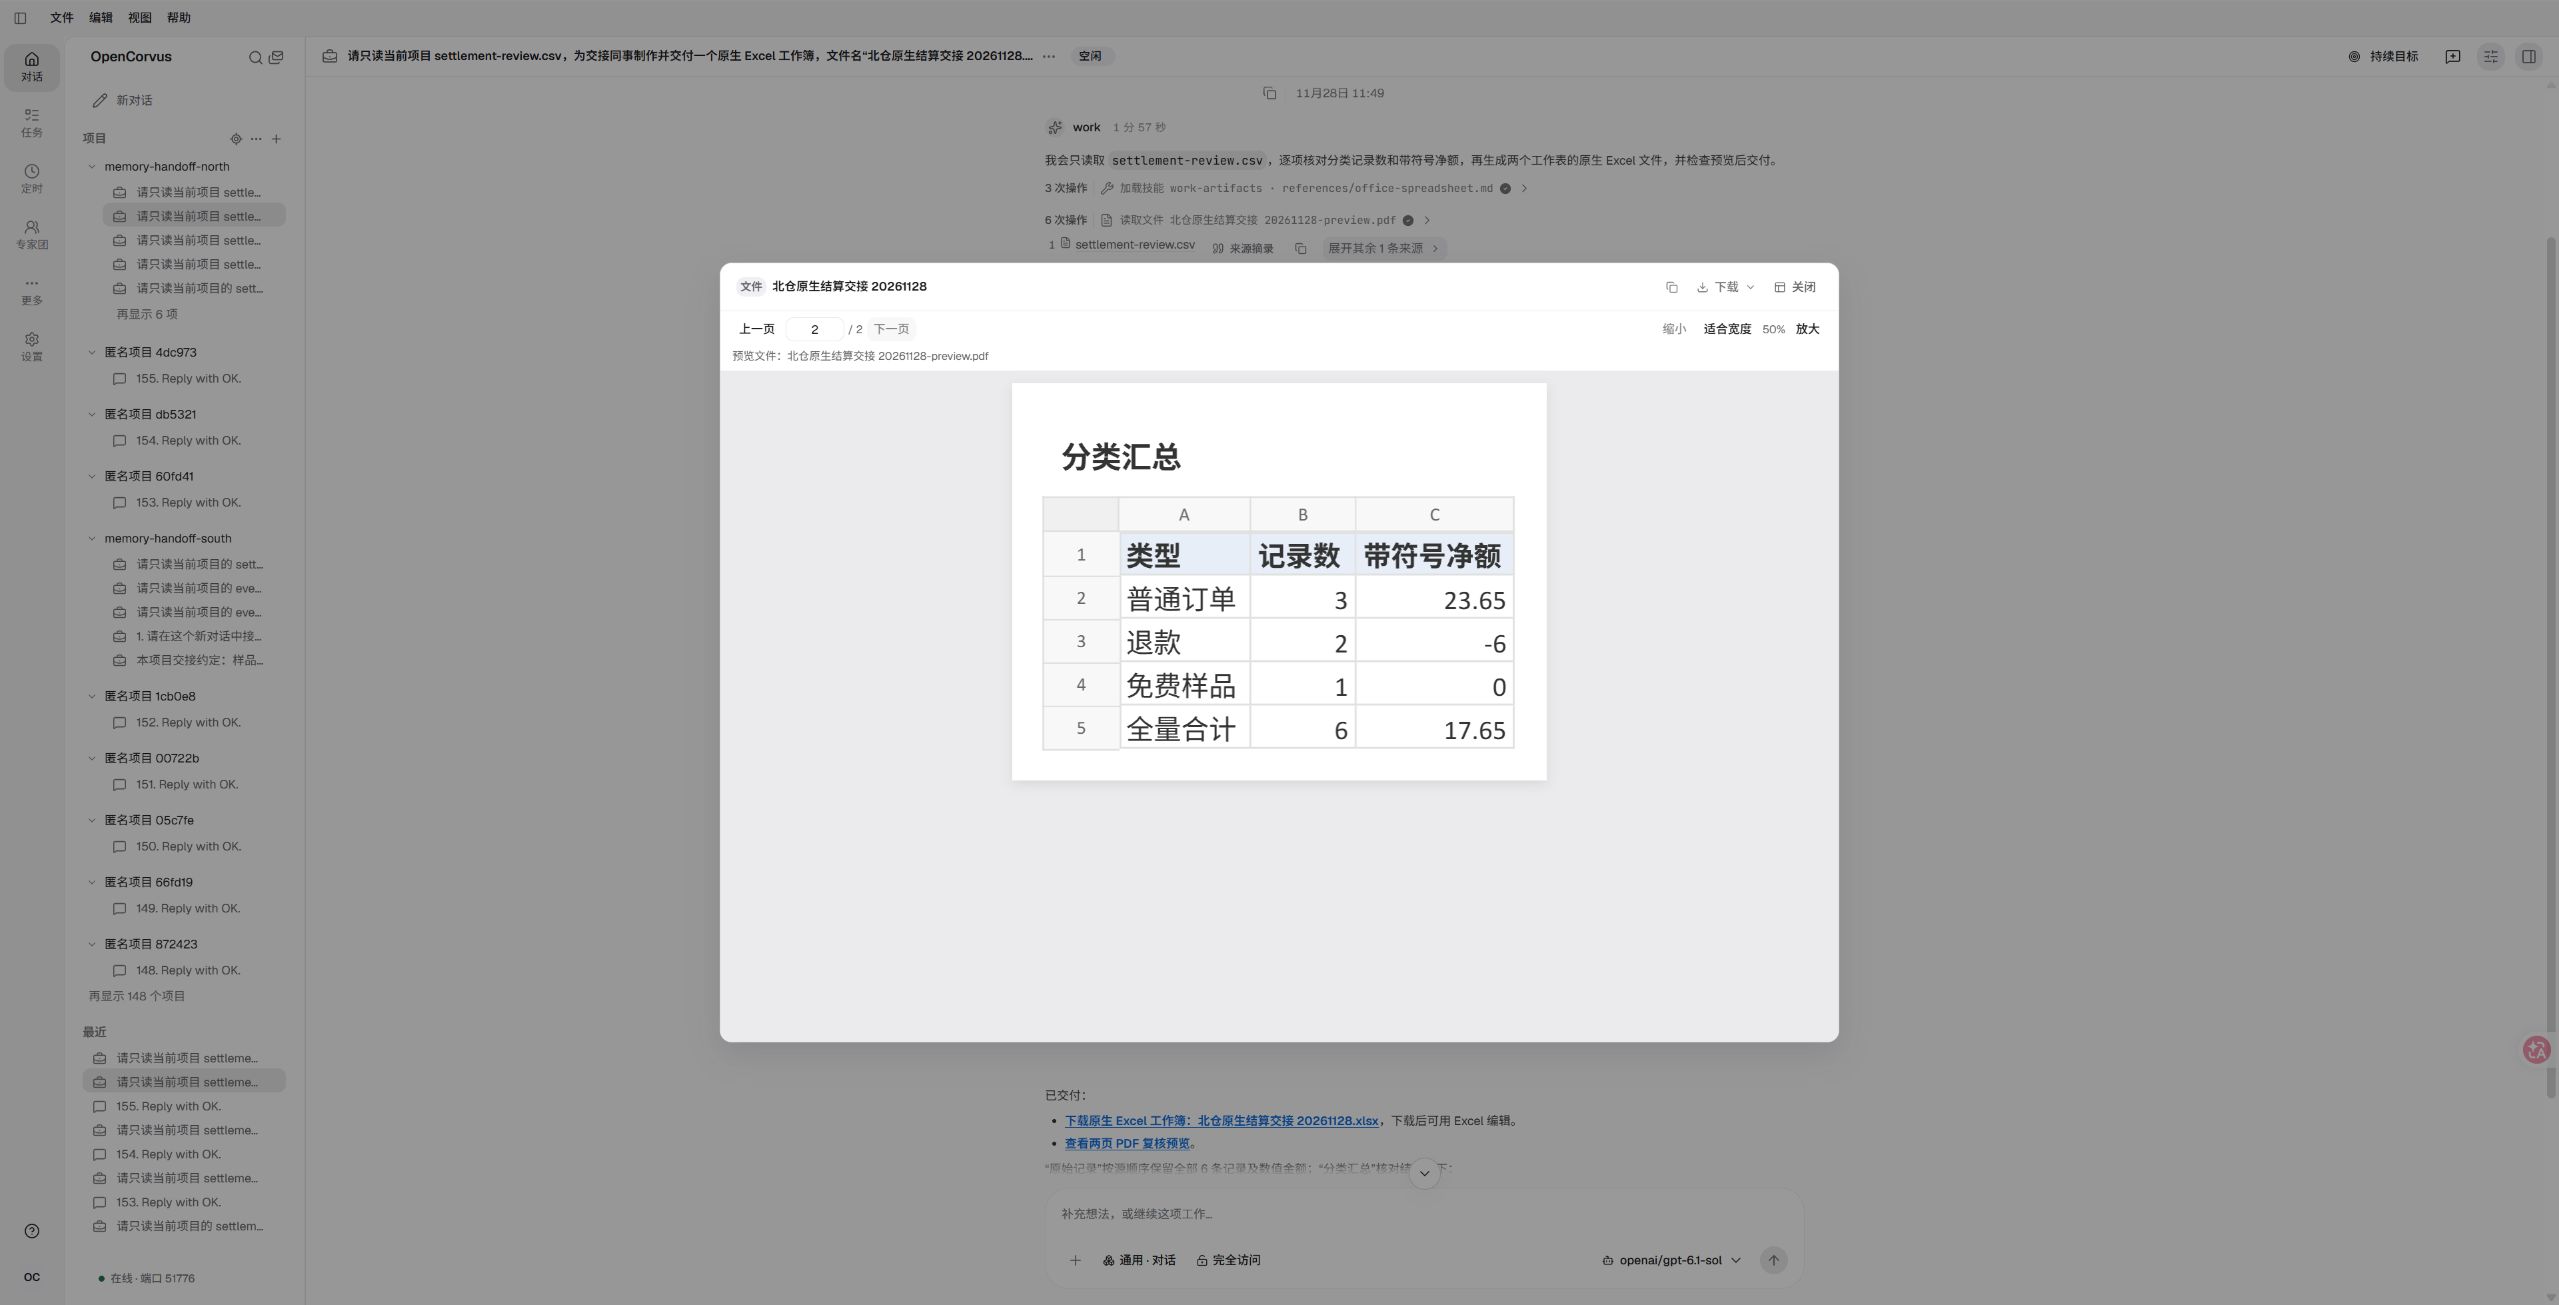 文件 编辑 视图 帮助
对话
任务
定时
专家团
更多
设置
OC
OpenCorvus
新对话
项目
memory-handoff-north
请只读当前项目 settle...
请只读当前项目 settle...
请只读当前项目 settle...
请只读当前项目 settle...
请只读当前项目的 sett...
再显示 6 项
匿名项目 4dc973
155. Reply with OK.
匿名项目 db5321
154. Reply with OK.
匿名项目 60fd41
153. Reply with OK.
memory-handoff-south
请只读当前项目的 sett...
请只读当前项目的 eve...
请只读当前项目的 eve...
1. 请在这个新对话中接...
本项目交接约定：样品...
匿名项目 1cb0e8
152. Reply with OK.
匿名项目 00722b
151. Reply with OK.
匿名项目 05c7fe
150. Reply with OK.
匿名项目 66fd19
149. Reply with OK.
匿名项目 872423
148. Reply with OK.
再显示 148 个项目
最近
请只读当前项目 settleme...
请只读当前项目 settleme...
155. Reply with OK.
请只读当前项目 settleme...
154. Reply with OK.
请只读当前项目 settleme...
153. Reply with OK.
请只读当前项目的 settlem...
在线 · 端口 51776
请只读当前项目 settlement-review.csv，为交接同事制作并交付一个原生 Excel 工作簿，文件名“北仓原生结算交接 20261128.... ··· 空闲
持续目标
11月28日 11:49
work 1 分 57 秒
我会只读取 settlement-review.csv，逐项核对分类记录数和带符号净额，再生成两个工作表的原生 Excel 文件，并检查预览后交付。
3 次操作 加载技能 work-artifacts · references/office-spreadsheet.md
6 次操作 读取文件 北仓原生结算交接 20261128-preview.pdf
1 settlement-review.csv 来源摘录 展开其余 1 条来源
文件 北仓原生结算交接 20261128 下载 关闭
上一页 2 / 2 下一页 缩小 适合宽度 50% 放大
预览文件：北仓原生结算交接 20261128-preview.pdf
分类汇总
A B C
1 类型 记录数 带符号净额
2 普通订单 3 23.65
3 退款 2 -6
4 免费样品 1 0
5 全量合计 6 17.65
已交付：
• 下载原生 Excel 工作簿：北仓原生结算交接 20261128.xlsx，下载后可用 Excel 编辑。
• 查看两页 PDF 复核预览。
“原始记录”按源顺序保留全部 6 条记录及数值金额；“分类汇总”核对结 下：
补充想法，或继续这项工作...
通用 · 对话 完全访问 openai/gpt-6.1-sol